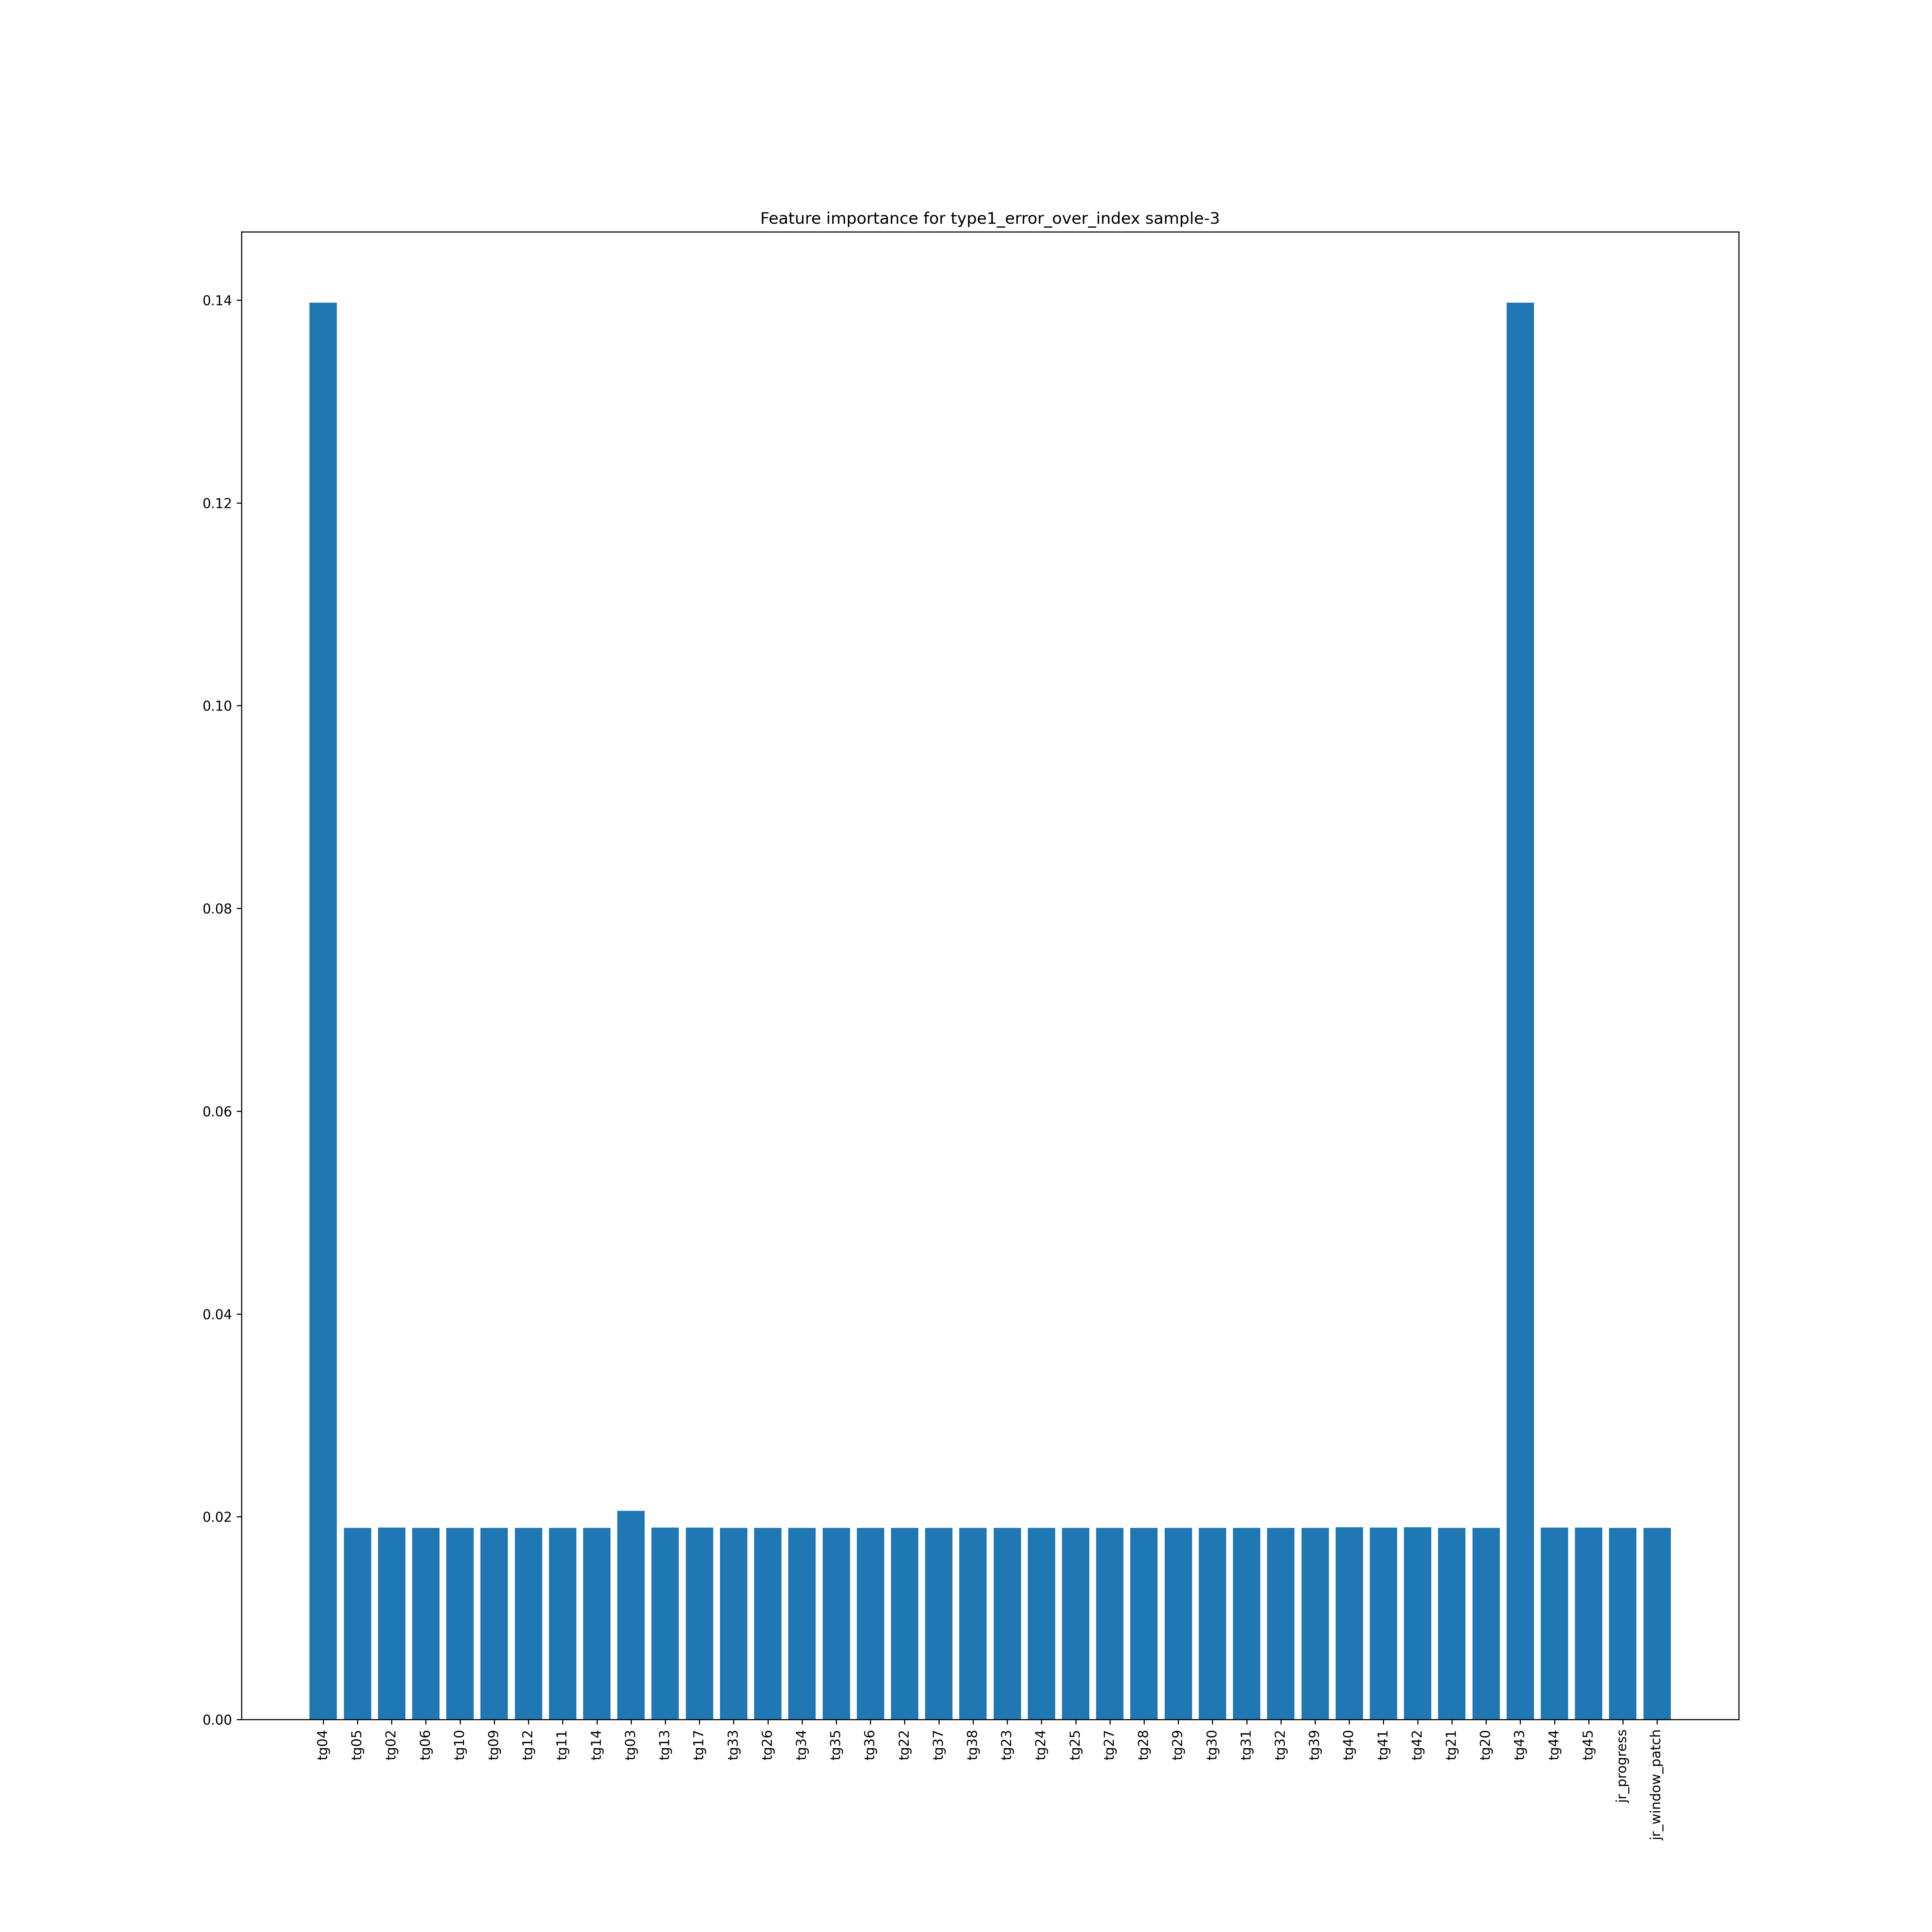 Feature importance for type1_error_over_index sample-3
0.14
0.12
0.10
0.08
0.06
0.04
0.02
0.00
tg04
tg05
tg02
tg06
tg10
tg09
tg12
tg11
tg14
tg03
tg13
tg17
tg33
tg26
tg34
tg35
tg36
tg22
tg37
tg38
tg23
tg24
tg25
tg27
tg28
tg29
tg30
tg31
tg32
tg39
tg40
tg41
tg42
tg21
tg20
tg43
tg44
tg45
jr_progress
jr_window_patch